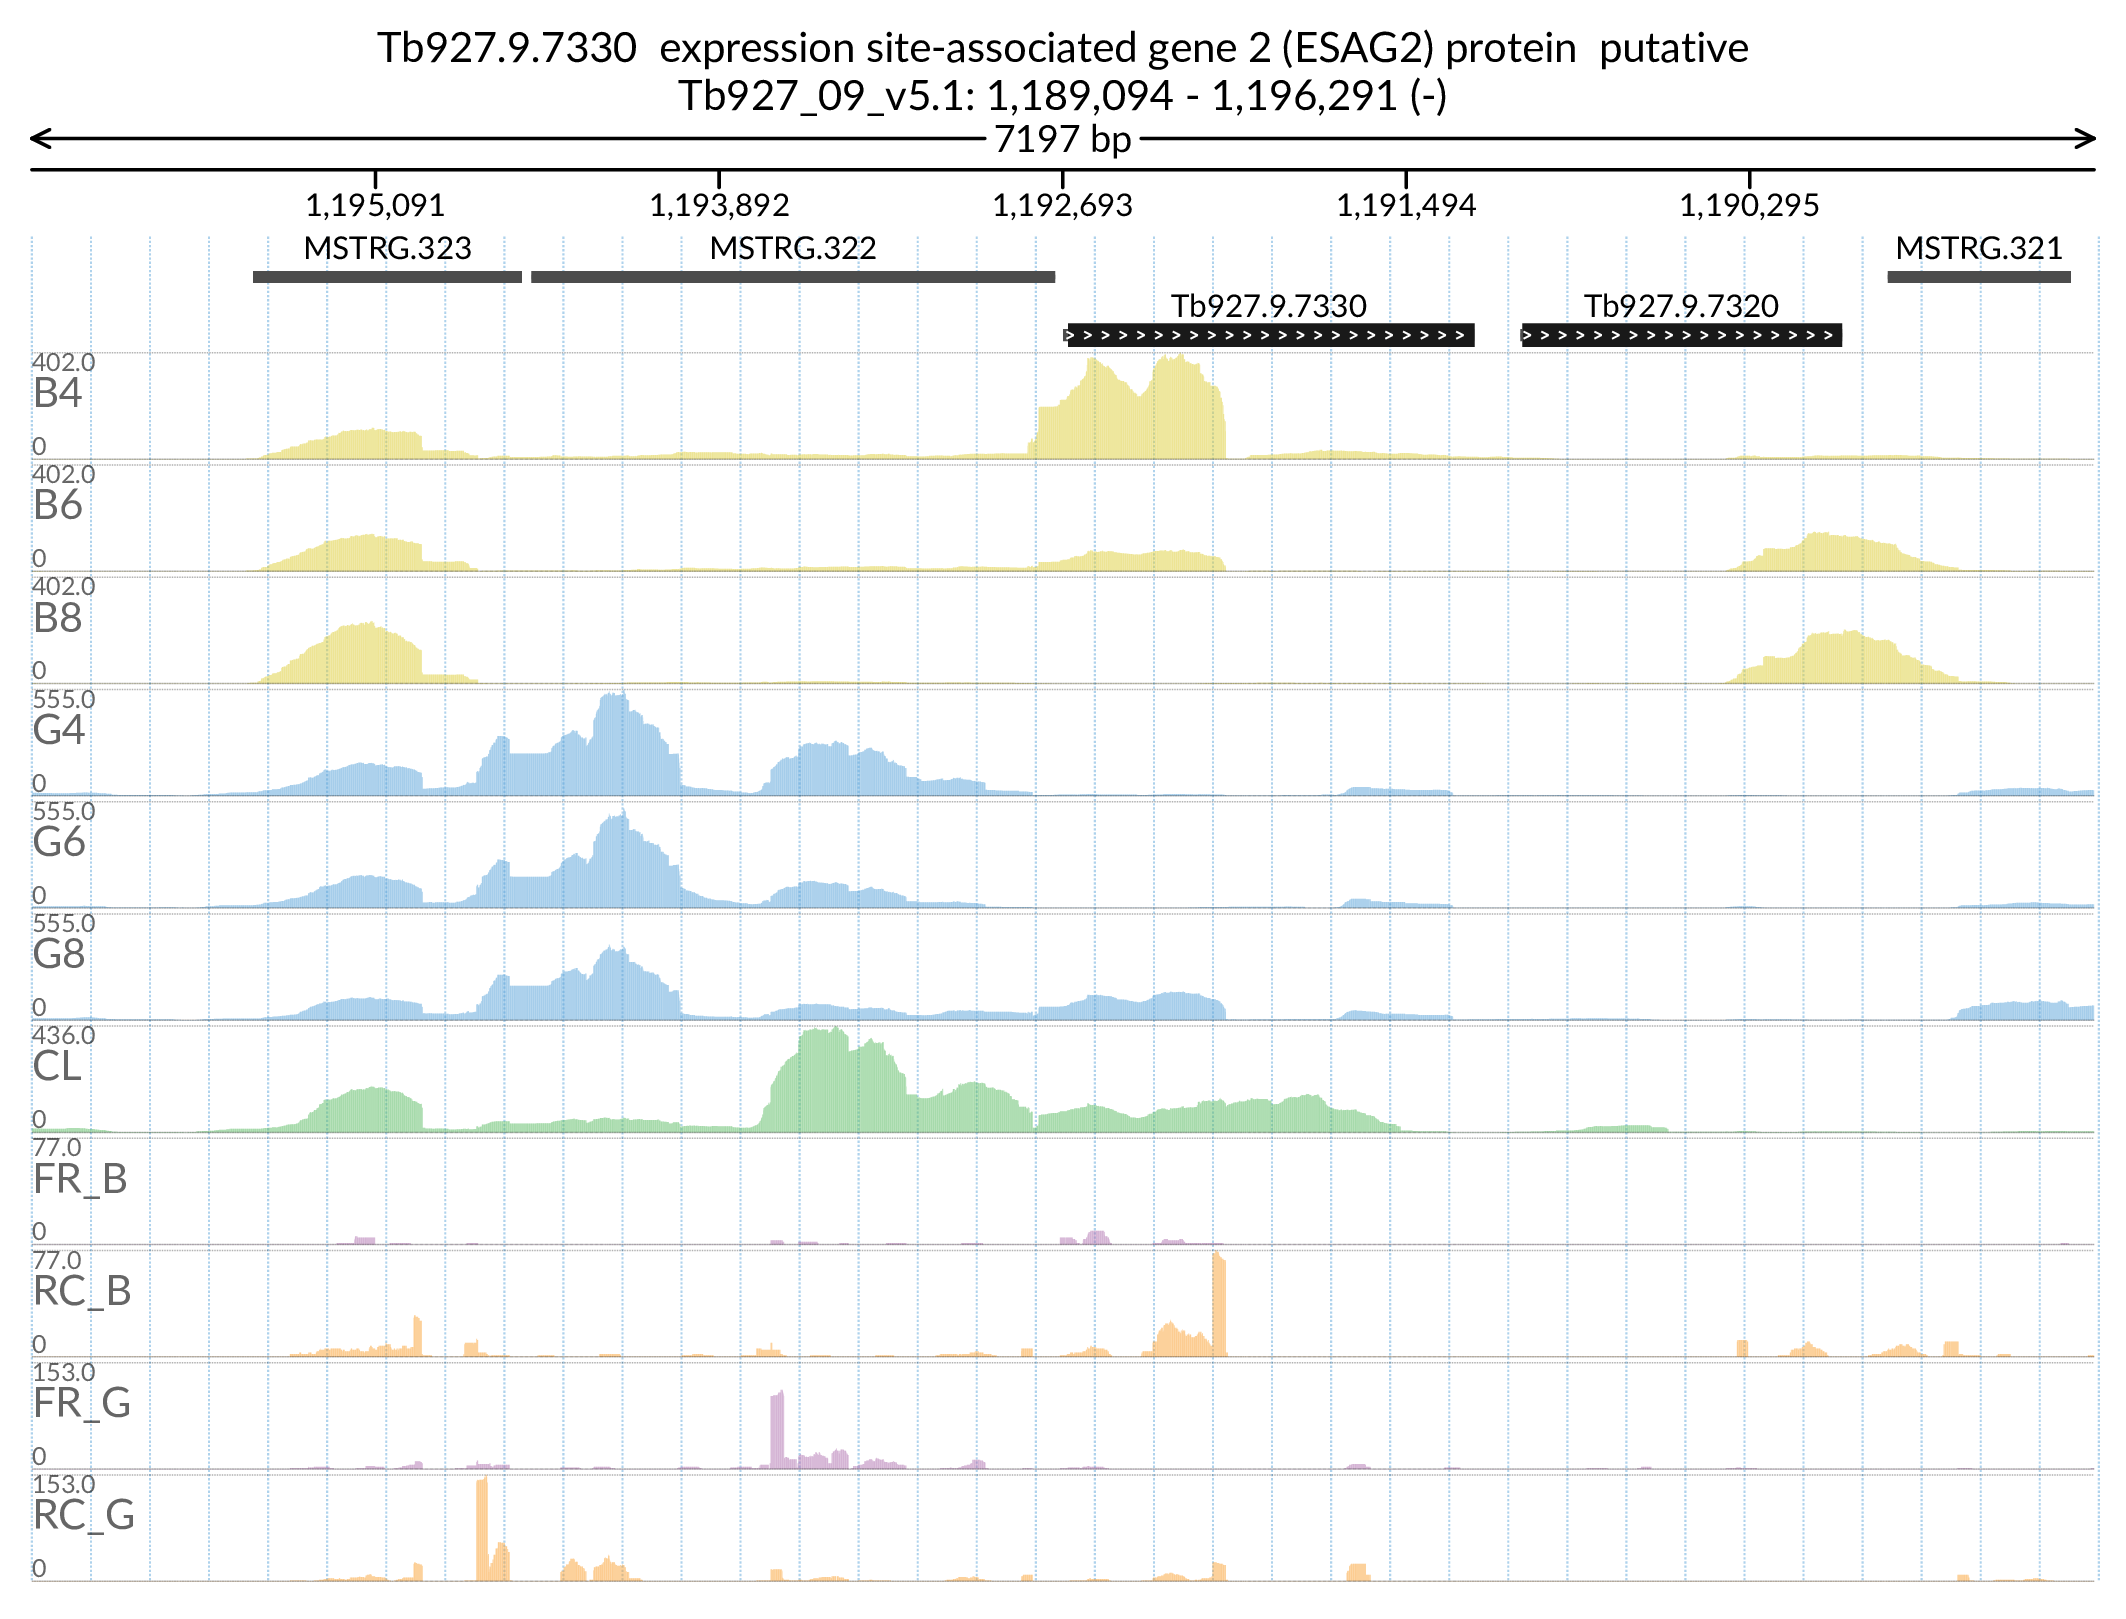 Tb927.9.7330  expression site-associated gene 2 (ESAG2) protein  putative
Tb927_09_v5.1: 1,189,094 - 1,196,291 (-)
7197 bp
1,195,091 1,193,892 1,192,693 1,191,494 1,190,295
MSTRG.323 MSTRG.322 MSTRG.321
Tb927.9.7330 Tb927.9.7320
402.0
B4
0
402.0
B6
0
402.0
B8
0
555.0
G4
0
555.0
G6
0
555.0
G8
0
436.0
CL
0
77.0
FR_B
0
77.0
RC_B
0
153.0
FR_G
0
153.0
RC_G
0